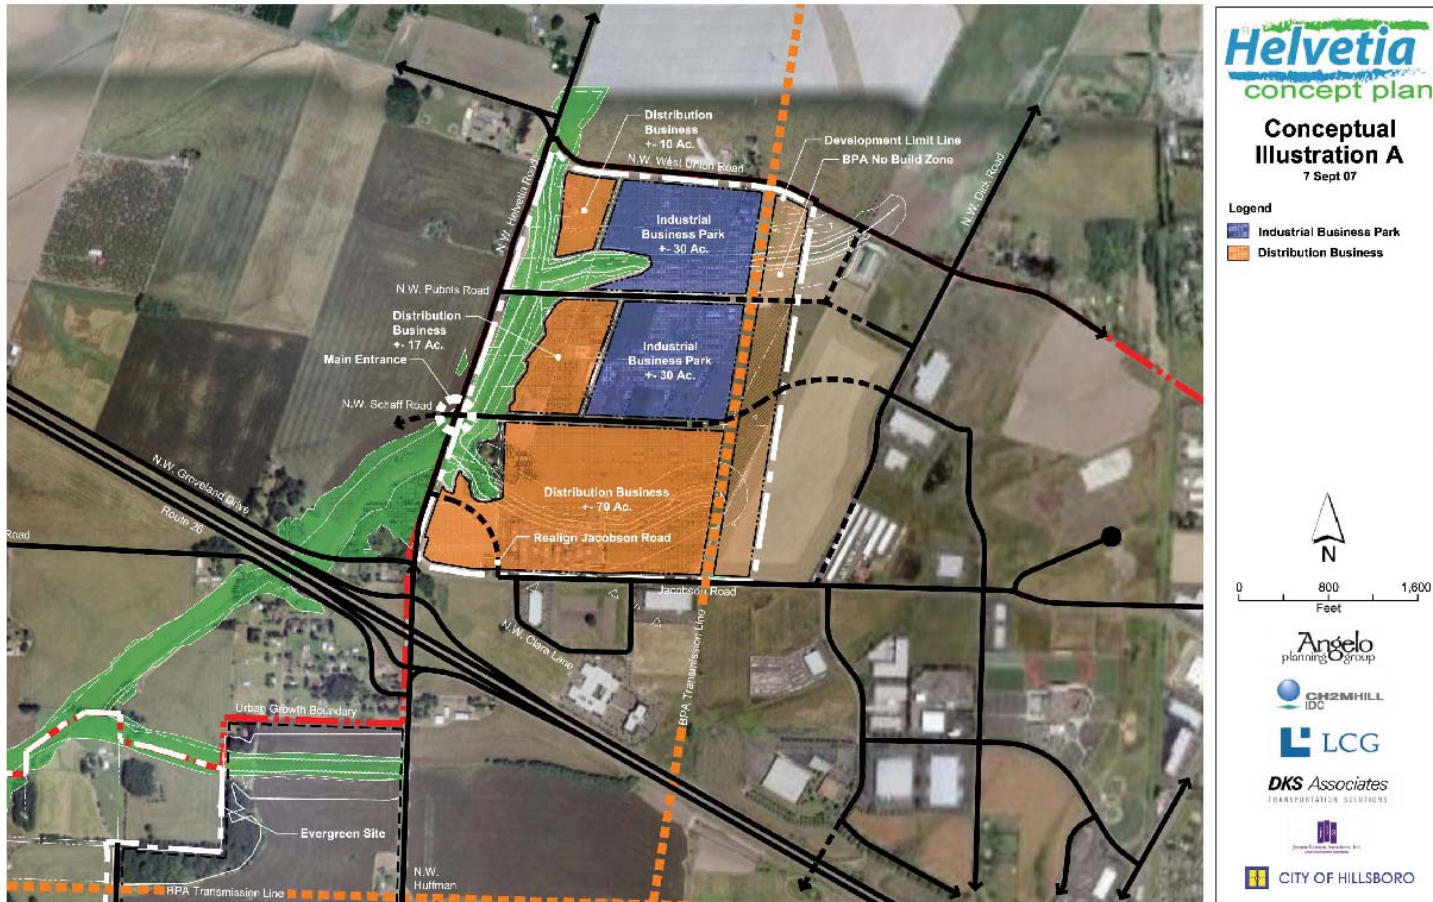 Distribution
Business
+- 10 Ac.
Development Limit Line
N.W. West Union Road
BPA No Build Zone
N.W. Dick Road
N.W. Helvetia Road
Industrial
Business Park
+- 30 Ac.
N.W. Pubols Road
Distribution
Business
+- 17 Ac.
Main Entrance
Industrial
Business Park
+- 30 Ac.
N.W. Schaff Road
N.W. Groveland Drive
Route 26
Distribution Business
+- 70 Ac.
Road
Realign Jacobson Road
Jacobson Road
N.W. Clara Lane
BPA Transmission Line
Urban Growth Boundary
Evergreen Site
N.W.
Huffman
BPA Transmission Line
Helvetia
concept plan
Conceptual
Illustration A
7 Sept 07
Legend
Industrial Business Park
Distribution Business
N
0 800 1,600
Feet
Angelo
planning group
CH2MHILL
IDC
LCG
DKS Associates
TRANSPORTATION SOLUTIONS
CITY OF HILLSBORO